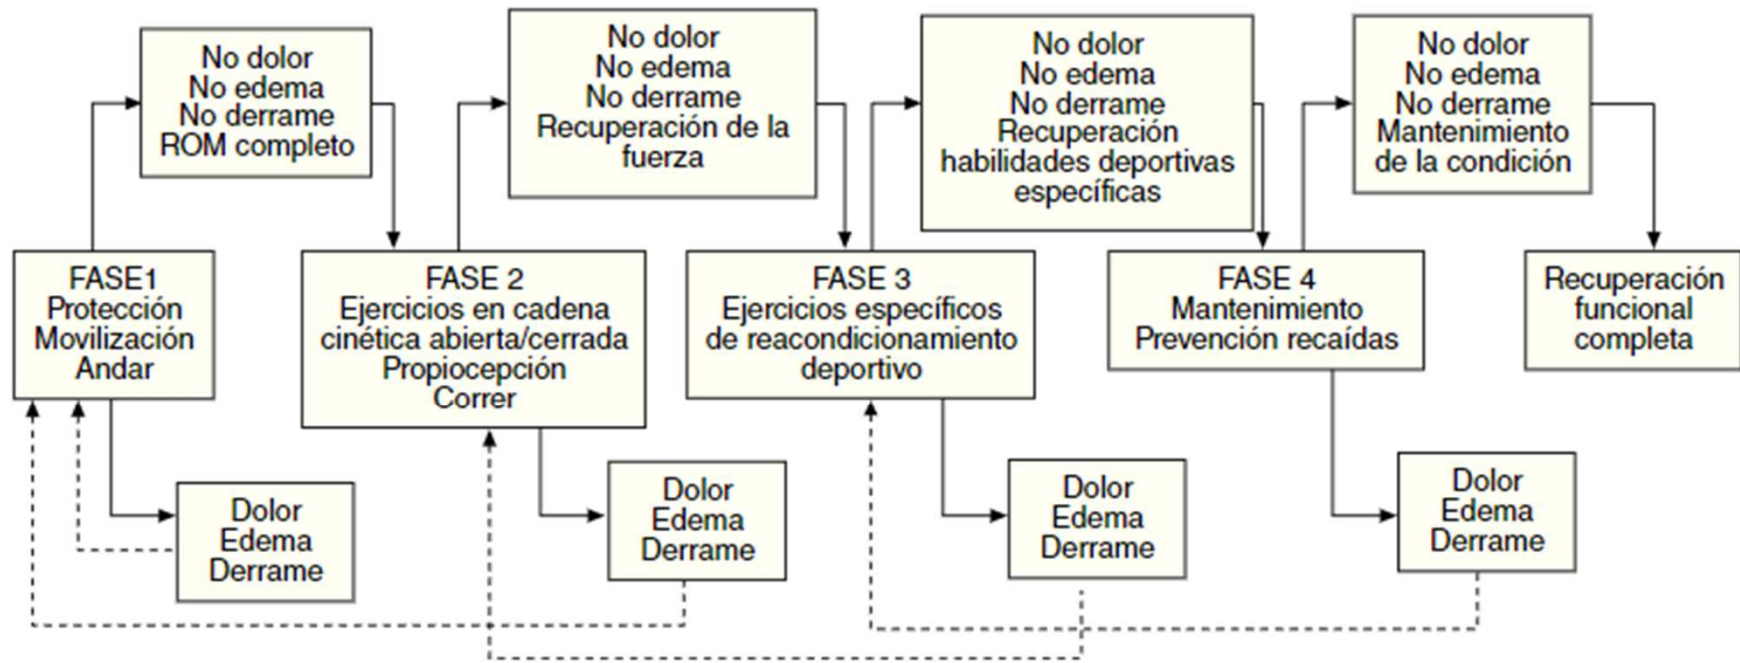 No dolor
No edema
No derrame
ROM completo
No dolor
No edema
No derrame
Recuperación de la
fuerza
No dolor
No edema
No derrame
Recuperación
habilidades deportivas
específicas
No dolor
No edema
No derrame
Mantenimiento
de la condición
FASE1
Protección
Movilización
Andar
FASE 2
Ejercicios en cadena
cinética abierta/cerrada
Propiocepción
Correr
FASE 3
Ejercicios específicos
de reacondicionamiento
deportivo
FASE 4
Mantenimiento
Prevención recaídas
Recuperación
funcional
completa
Dolor
Edema
Derrame
Dolor
Edema
Derrame
Dolor
Edema
Derrame
Dolor
Edema
Derrame